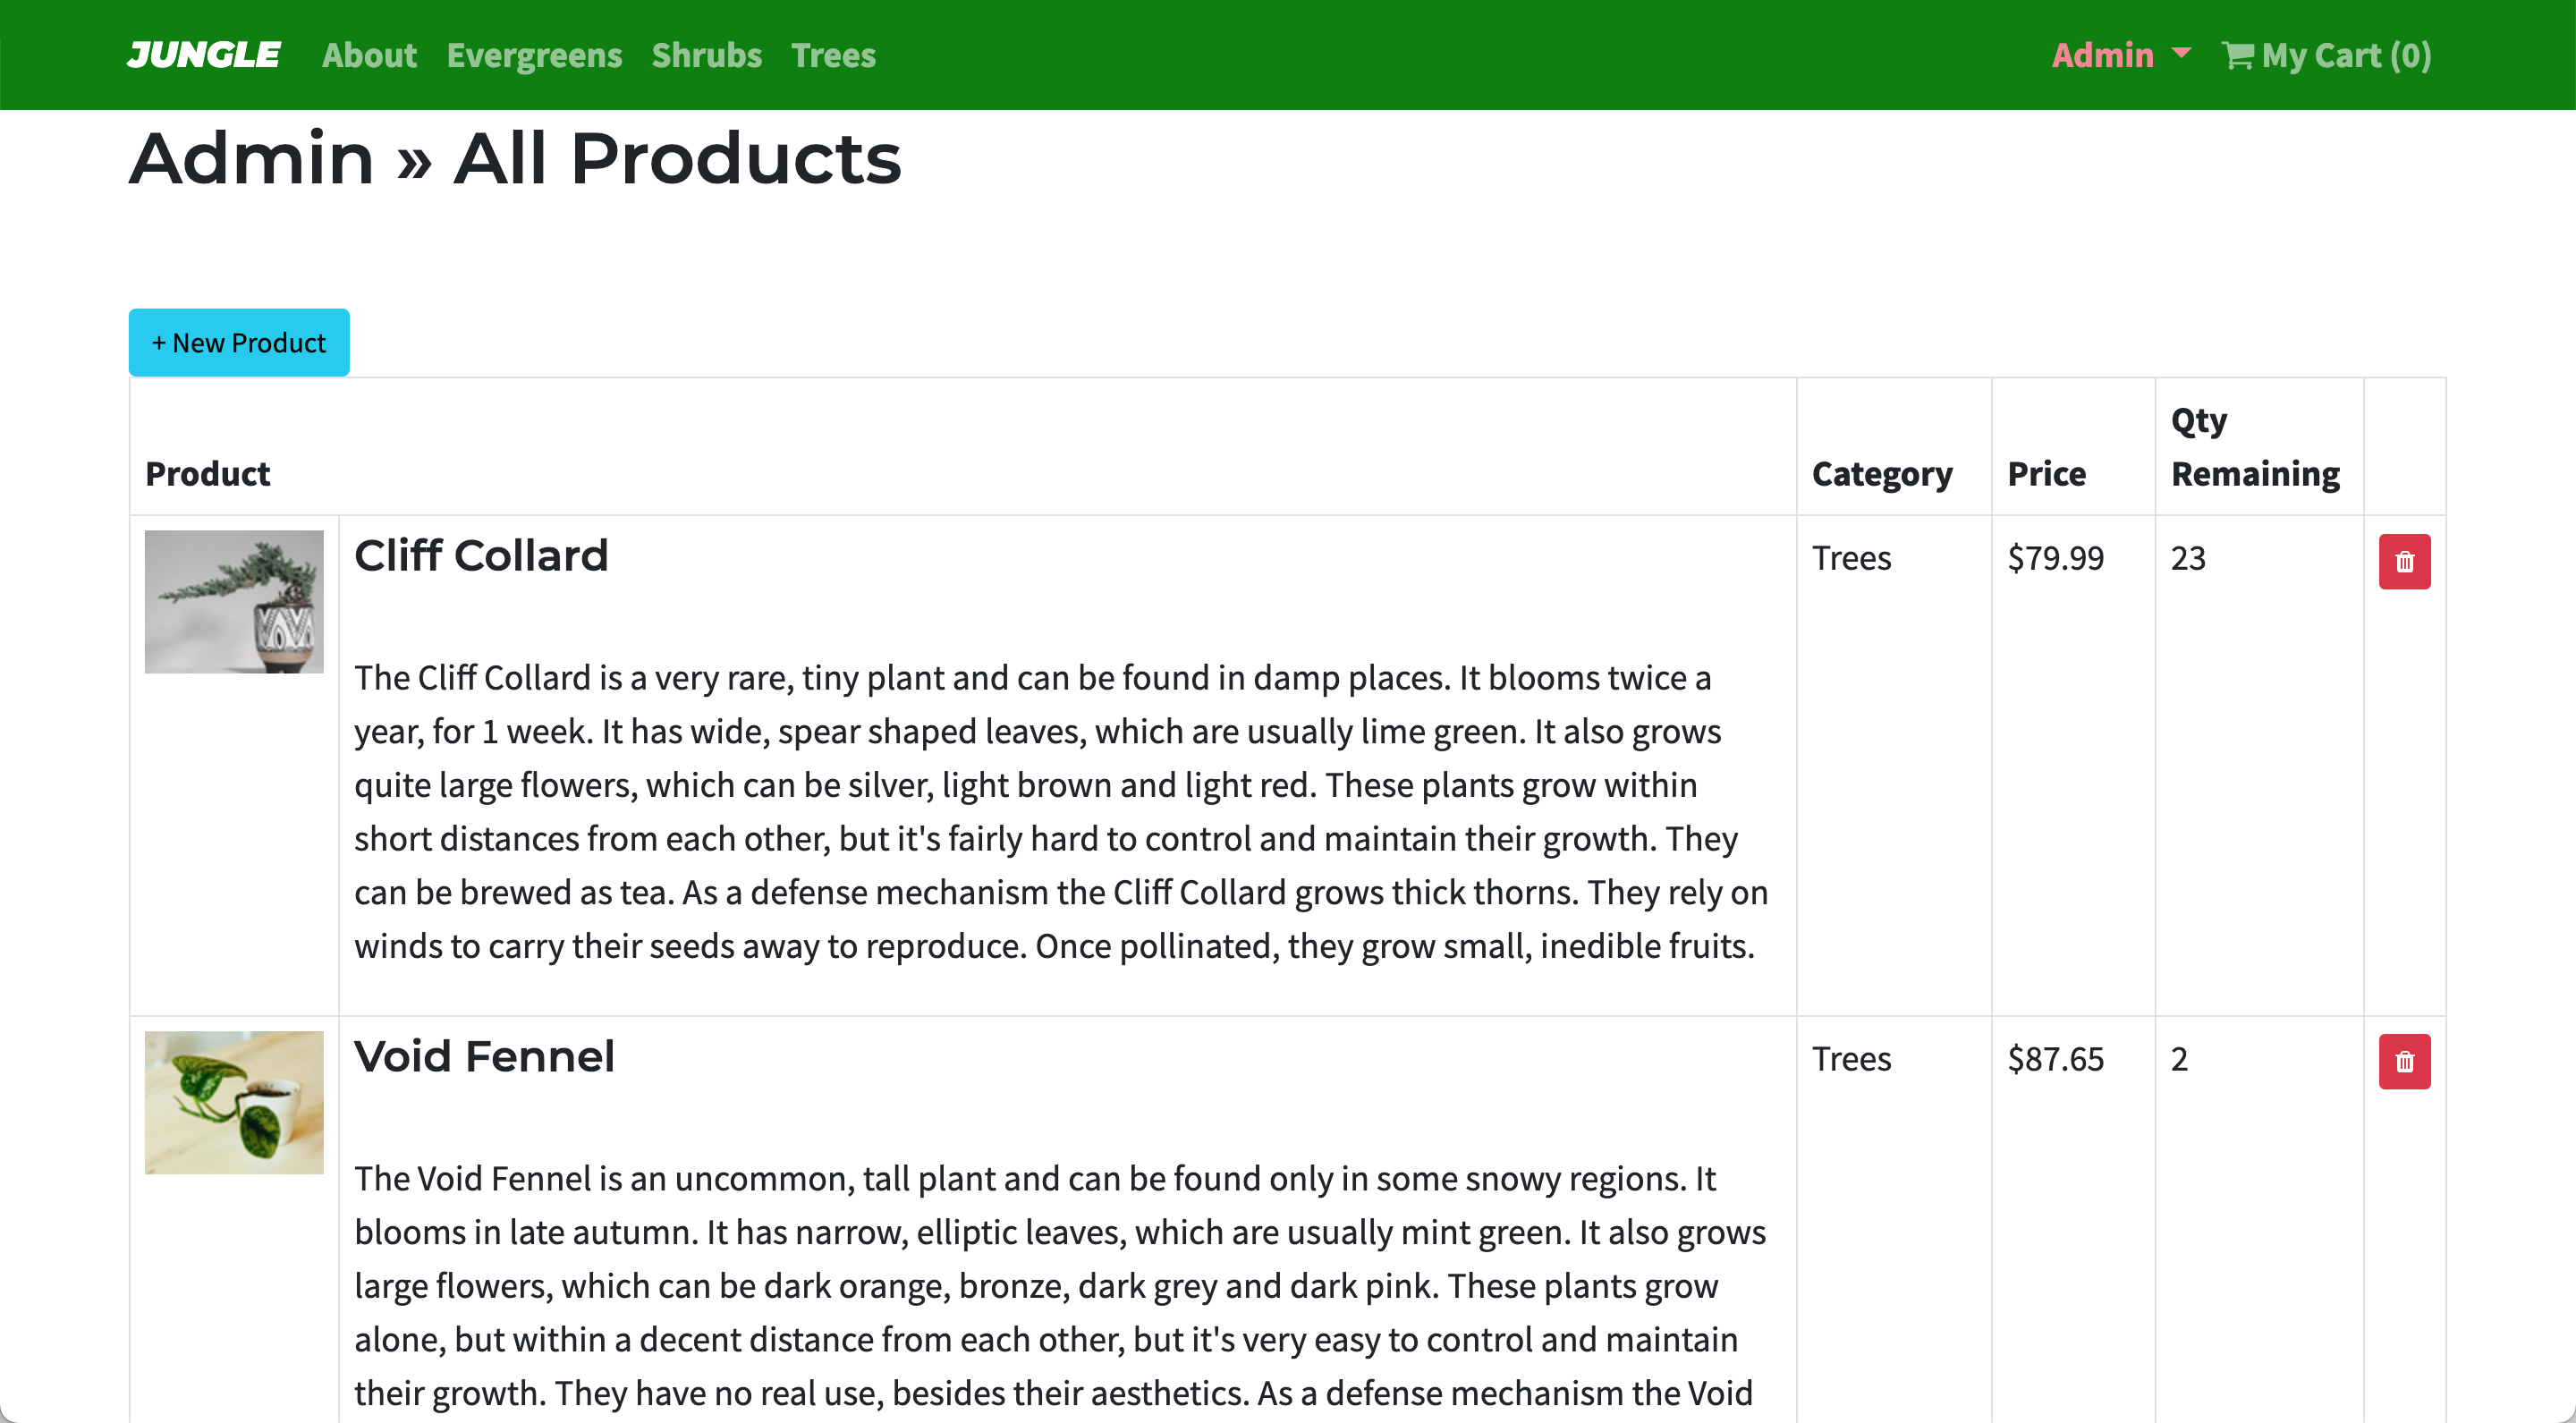 JUNGLE About Evergreens Shrubs Trees Admin My Cart (0)
Admin » All Products
+ New Product
Product Category Price Qty Remaining
Cliff Collard Trees $79.99 23
The Cliff Collard is a very rare, tiny plant and can be found in damp places. It blooms twice a
year, for 1 week. It has wide, spear shaped leaves, which are usually lime green. It also grows
quite large flowers, which can be silver, light brown and light red. These plants grow within
short distances from each other, but it's fairly hard to control and maintain their growth. They
can be brewed as tea. As a defense mechanism the Cliff Collard grows thick thorns. They rely on
winds to carry their seeds away to reproduce. Once pollinated, they grow small, inedible fruits.
Void Fennel Trees $87.65 2
The Void Fennel is an uncommon, tall plant and can be found only in some snowy regions. It
blooms in late autumn. It has narrow, elliptic leaves, which are usually mint green. It also grows
large flowers, which can be dark orange, bronze, dark grey and dark pink. These plants grow
alone, but within a decent distance from each other, but it's very easy to control and maintain
their growth. They have no real use, besides their aesthetics. As a defense mechanism the Void